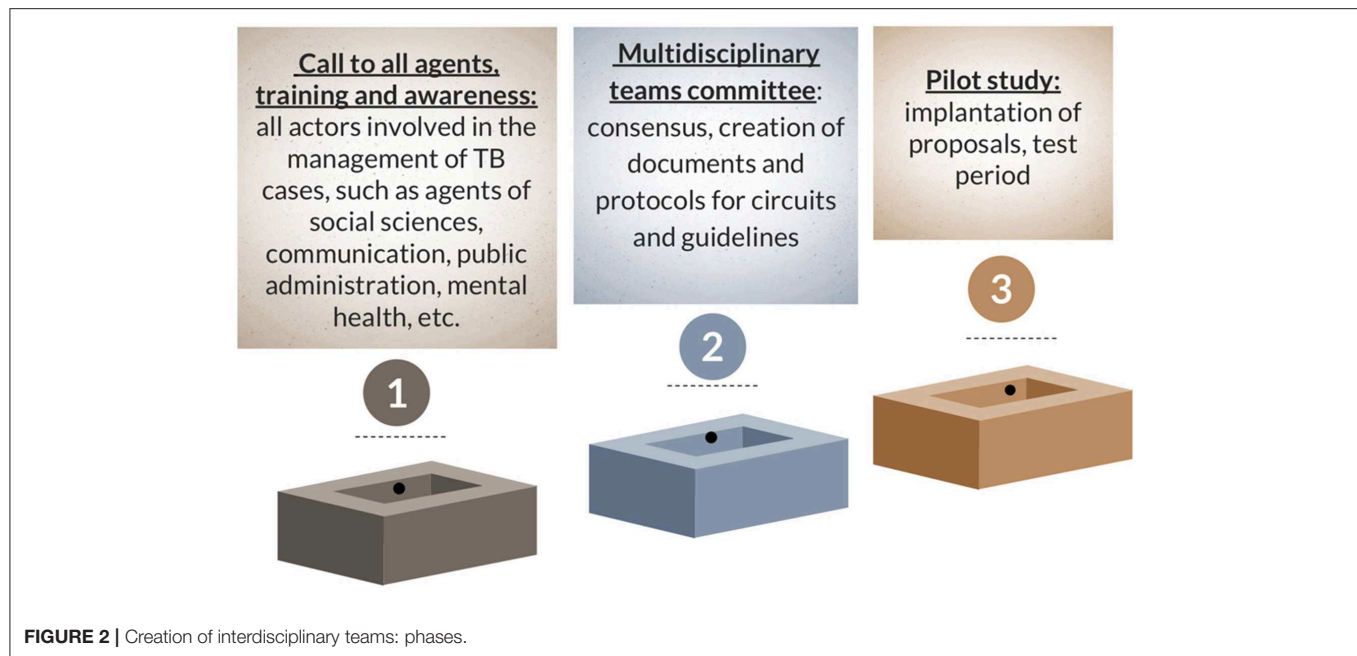 Call to all agents,
training and awareness:
all actors involved in the
management of TB
cases, such as agents of
social sciences,
communication, public
administration, mental
health, etc.
1
Multidisciplinary
teams committee:
consensus, creation of
documents and
protocols for circuits
and guidelines
2
Pilot study:
implantation of
proposals, test
period
3
FIGURE 2 | Creation of interdisciplinary teams: phases.